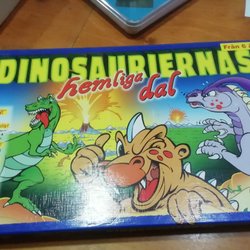 Från 6
DINOSAURIERNAS
hemliga
dal